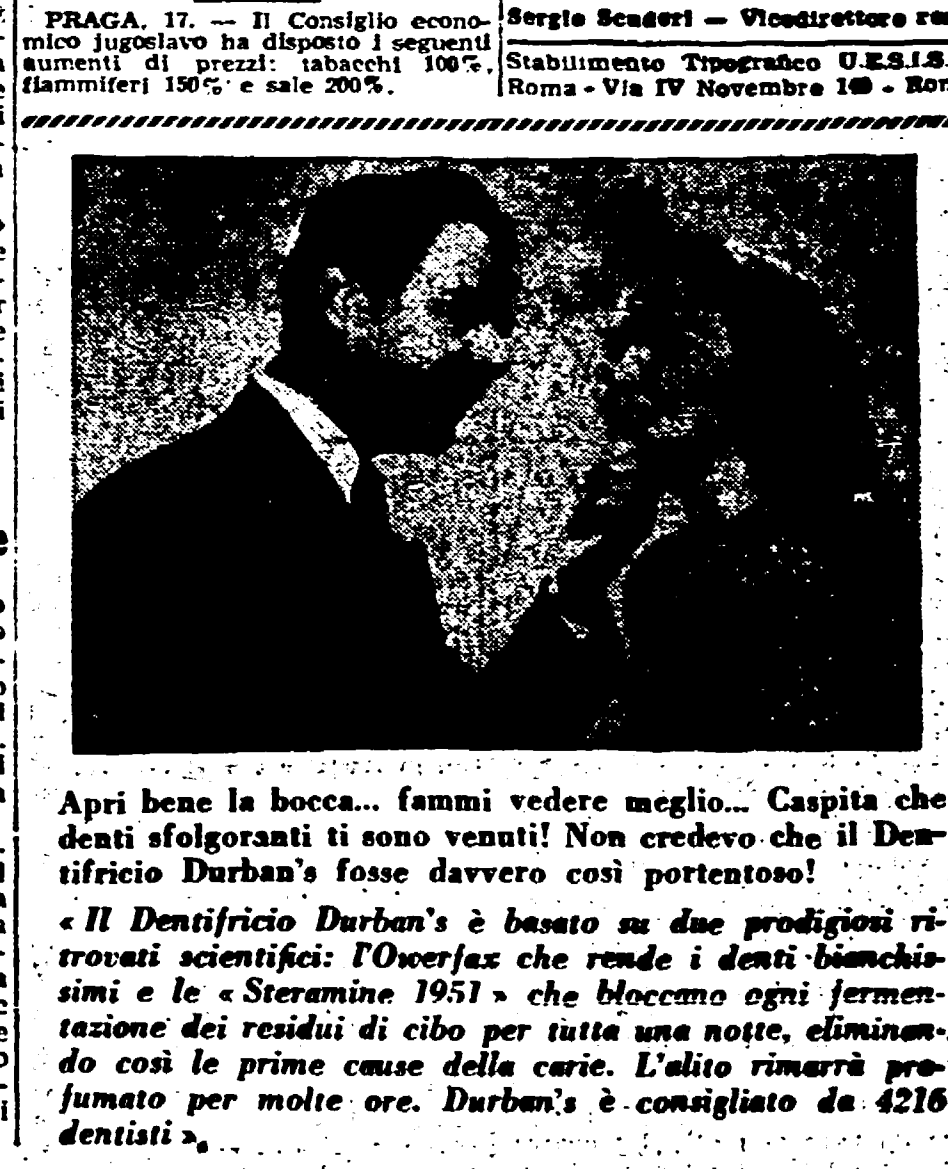 PRAGA. 17. — Il Consiglio econo-
mico jugoslavo ha disposto i seguenti
aumenti di prezzi: tabacchi 100%,
fiammiferi 150% e sale 200%.
Sergio Scuderi — Vicedirettore
Stabilimento Tipografico U.E.S.I.S.
Roma - Via IV Novembre
Apri bene la bocca... fammi vedere meglio... Caspita che
denti sfolgoranti ti sono venuti! Non credevo che il Den-
tifricio Durban's fosse davvero così portentoso!
« Il Dentifricio Durban's è basato su due prodigiosi ri-
trovati scientifici: l'Owerfax che rende i denti bianchis-
simi e le « Steramine 1951 » che bloccano ogni fermen-
tazione dei residui di cibo per tutta una notte, eliminan-
do così le prime cause della carie. L'alito rimarrà pro-
fumato per molte ore. Durban's è consigliato da 4216
dentisti ».